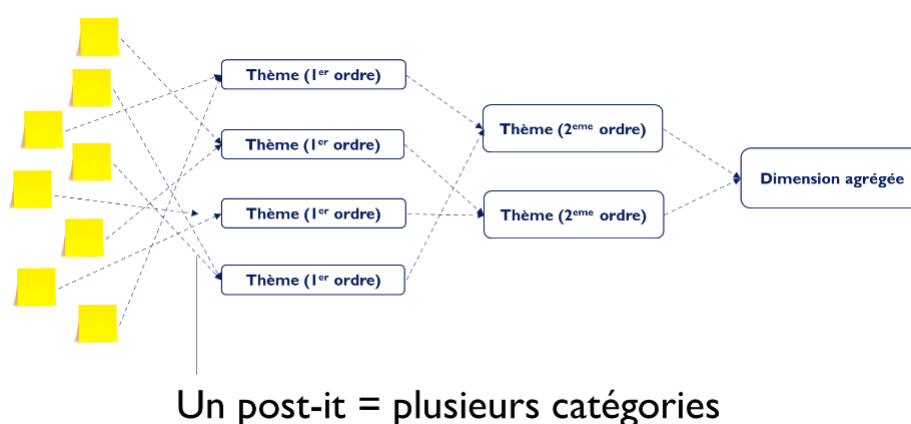 Thème (1er ordre)
Thème (1er ordre)
Thème (1er ordre)
Thème (1er ordre)
Thème (2eme ordre)
Thème (2eme ordre)
Dimension agrégée
Un post-it = plusieurs catégories